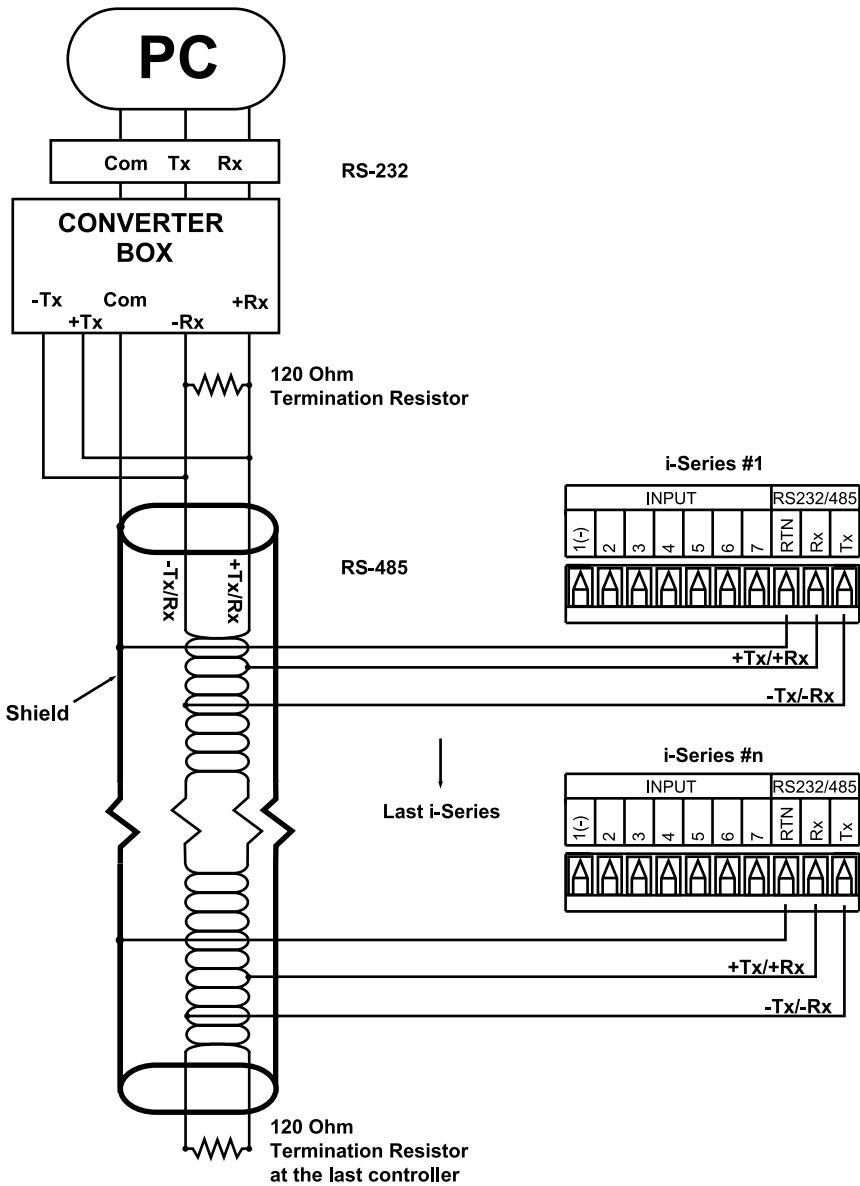 PC
Com Tx Rx
RS-232
CONVERTER
BOX
-Tx Com +Rx
+Tx -Rx
120 Ohm
Termination Resistor
i-Series #1
INPUT RS232/485
1(-) 2 3 4 5 6 7 RTN Rx Tx
RS-485
-Tx/Rx +Tx/Rx
+Tx/+Rx
-Tx/-Rx
Shield
Last i-Series
i-Series #n
INPUT RS232/485
1(-) 2 3 4 5 6 7 RTN Rx Tx
+Tx/+Rx
-Tx/-Rx
120 Ohm
Termination Resistor
at the last controller